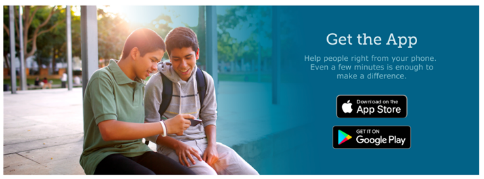 Get the App
Help people right from your phone.
Even a few minutes is enough to
make a difference.
Download on the
App Store
GET IT ON
Google Play